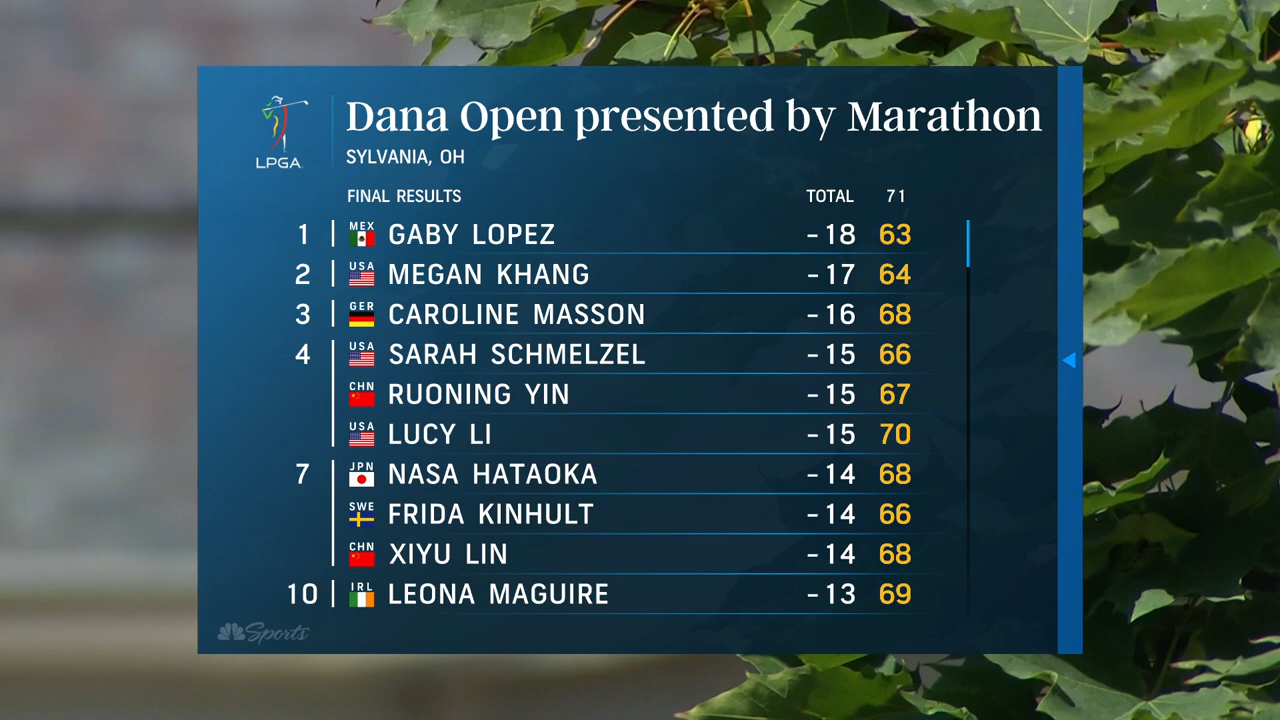 LPGA
Dana Open presented by Marathon
SYLVANIA, OH
FINAL RESULTS TOTAL 71
1 MEX GABY LOPEZ -18 63
2 USA MEGAN KHANG -17 64
3 GER CAROLINE MASSON -16 68
4 USA SARAH SCHMELZEL -15 66
CHN RUONING YIN -15 67
USA LUCY LI -15 70
7 JPN NASA HATAOKA -14 68
SWE FRIDA KINHULT -14 66
CHN XIYU LIN -14 68
10 IRL LEONA MAGUIRE -13 69
Sports